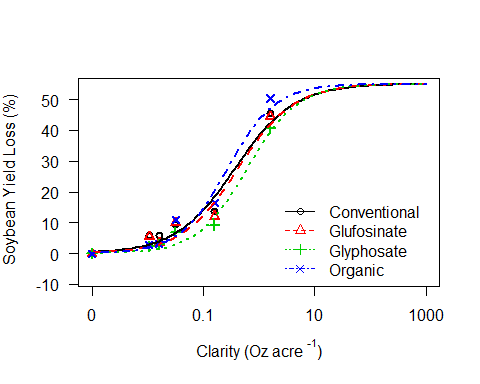 Soybean Yield Loss (%)
50
40
30
20
10
0
-10
Conventional
Glufosinate
Glyphosate
Organic
0 0.1 10 1000
Clarity (Oz acre -1)